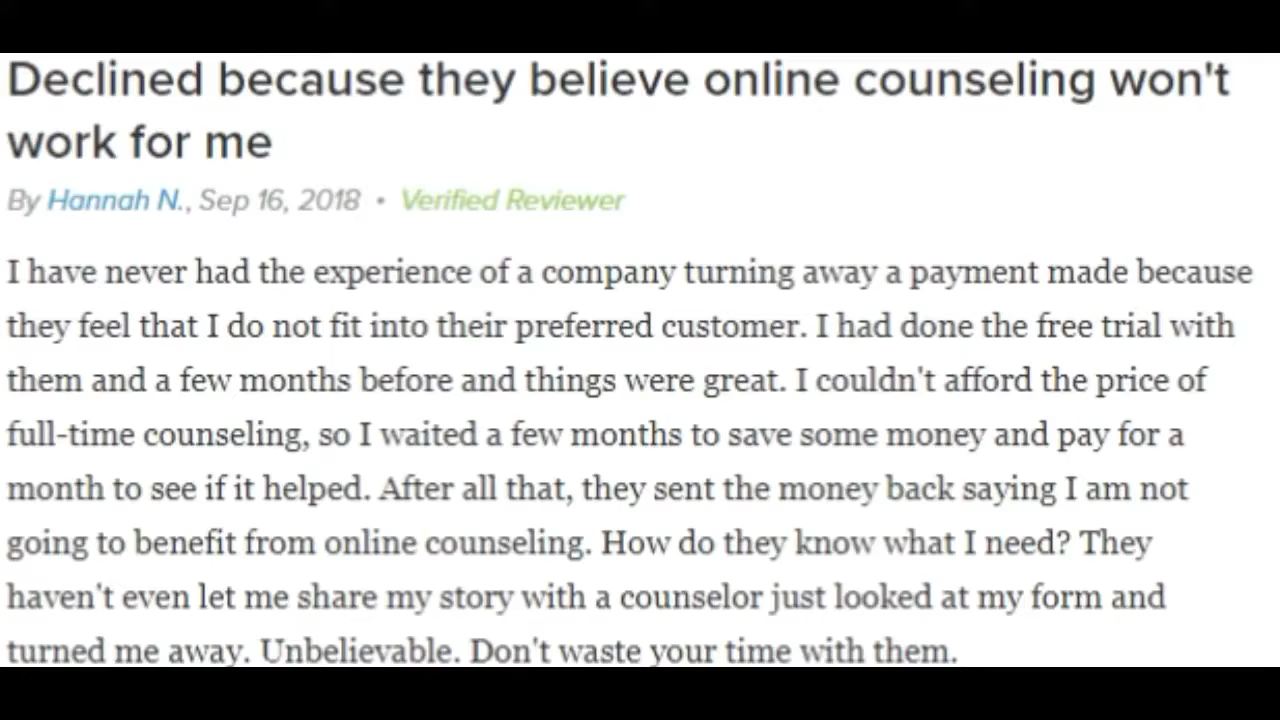 Declined because they believe online counseling won't
work for me
By Hannah N., Sep 16, 2018 • Verified Reviewer
I have never had the experience of a company turning away a payment made because
they feel that I do not fit into their preferred customer. I had done the free trial with
them and a few months before and things were great. I couldn't afford the price of
full-time counseling, so I waited a few months to save some money and pay for a
month to see if it helped. After all that, they sent the money back saying I am not
going to benefit from online counseling. How do they know what I need? They
haven't even let me share my story with a counselor just looked at my form and
turned me away. Unbelievable. Don't waste your time with them.